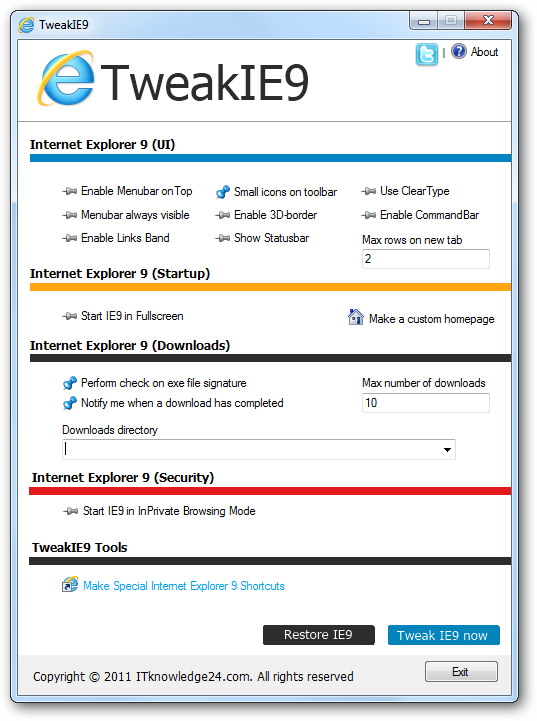 TweakIE9
| About
TweakIE9
Internet Explorer 9 (UI)
Enable Menubar onTop
Small icons on toolbar
Use ClearType
Menubar always visible
Enable 3D-border
Enable CommandBar
Enable Links Band
Show Statusbar
Max rows on new tab
2
Internet Explorer 9 (Startup)
Start IE9 in Fullscreen
Make a custom homepage
Internet Explorer 9 (Downloads)
Perform check on exe file signature
Max number of downloads
Notify me when a download has completed
10
Downloads directory
Internet Explorer 9 (Security)
Start IE9 in InPrivate Browsing Mode
TweakIE9 Tools
Make Special Internet Explorer 9 Shortcuts
Restore IE9
Tweak IE9 now
Copyright © 2011 ITknowledge24.com. All rights reserved
Exit